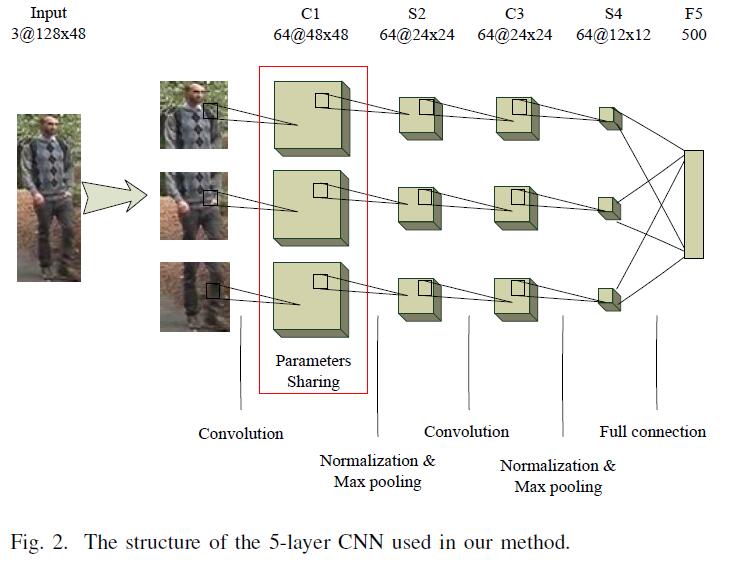 Input
3@128x48
C1
64@48x48
S2
64@24x24
C3
64@24x24
S4
64@12x12
F5
500
Parameters
Sharing
Convolution
Normalization &
Max pooling
Convolution
Normalization &
Max pooling
Full connection
Fig. 2. The structure of the 5-layer CNN used in our method.